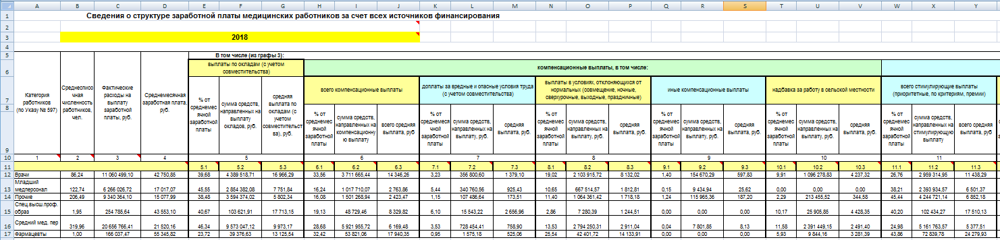 A B C D E F G H I J K L M N O P Q R S T U V W X Y
1 Сведения о структуре заработной платы медицинских работников за счет всех источников финансирования
2
3 2018
4
5 В том числе (из графы 3):
6 выплаты по окладам (с учетом совместительства) компенсационные выплаты, в том числе:
7 Категория работников (по Указу № 597) Среднесписо чная численность работников, чел. Фактические расходы на выплату заработной платы, руб. Среднемесячная заработная плата, руб. всего компенсационные выплаты доплаты за вредные и опасные условия труда (с учетом совместительства) выплаты в условиях, отклоняющихся от нормальных (совмещение, ночные, сверхурочные, выходные, праздничные) иные компенсационные выплаты надбавка за работу в сельской местности всего стимулирующие выплаты (приоритетные, по критериям, премии)
8
9 % от среднемес ячной заработной платы сумма средств, направленных на выплату окладов, руб. средняя выплата по окладам (с учетом совместительст ва), руб. % от среднемес ячной заработной платы сумма средств, направленных на компенсационну ю выплату всего средняя выплата, руб % от среднемеся чной заработной платы сумма средств, направленных на выплату, руб. средняя выплата, руб. % от среднемес ячной заработной платы сумма средств, направленных на выплату, руб. средняя выплата, руб. % от среднемес ячной заработной платы сумма средств, направленных на выплату, руб. средняя выплата, руб. % от среднемес ячной заработной платы сумма средств, направленных на выплату, руб. средняя выплата, руб. % от среднемес ячной заработной платы сумма средств, направленных на стимулирующую выплату всего средняя выплата, руб
10 1 2 3 4 5 6 7 8 9 10 11
11 5.1 5.2 5.3 6.1 6.2 6.3 7.1 7.2 7.3 8.1 8.2 8.3 9.1 9.2 9.3 10.1 10.2 10.3 11.1 11.2 11.3
12 Врачи 86,24 11 060 499,10 42 750,85 39,68 4 389 518,71 16 966,29 33,56 3 711 665,44 14 346,26 3,23 356 800,60 1 379,10 19,02 2 103 915,72 8 132,02 1,40 154 670,29 597,83 9,91 1 096 278,83 4 237,32 26,76 2 959 314,95 11 438,29
13 Младший медперсонал 122,74 6 266 026,72 17 017,07 45,55 2 854 382,08 7 751,84 16,24 1 017 710,07 2 763,86 5,44 340 760,56 925,43 10,65 667 514,57 1 812,81 0,15 9 434,94 25,62 0,00 0,00 0,00 38,21 2 393 934,57 6 501,37
14 Прочие 206,49 9 340 364,10 15 077,99 38,48 3 594 374,02 5 802,34 16,08 1 501 268,94 2 423,47 1,15 107 486,64 173,51 11,40 1 064 361,42 1 718,18 1,24 115 965,36 187,20 2,29 213 455,52 344,58 45,44 4 244 721,14 6 852,18
15 Спец.высш.проф. образ 1,95 254 785,64 43 553,10 40,67 103 621,91 17 713,15 19,13 48 729,46 8 329,82 6,10 15 543,22 2 656,96 2,86 7 280,39 1 244,51 0,00 0,00 0,00 10,17 25 905,85 4 428,35 40,20 102 434,27 17 510,13
16 Средний мед. пер 319,96 20 656 766,41 21 520,16 46,34 9 573 047,12 9 973,17 28,68 5 921 955,72 6 169,48 3,53 728 454,41 758,90 13,53 2 794 250,31 2 911,04 0,04 7 801,85 8,13 11,58 2 391 449,15 2 491,40 24,98 5 161 763,57 5 377,51
17 Фармацевты 1,00 166 037,47 55 345,82 23,72 39 376,63 13 125,54 32,42 53 821,06 17 940,35 0,95 1 575,18 525,06 25,54 42 401,72 14 133,91 0,00 0,00 0,00 5,93 9 844,16 3 281,39 43,86 72 839,78 24 279,93